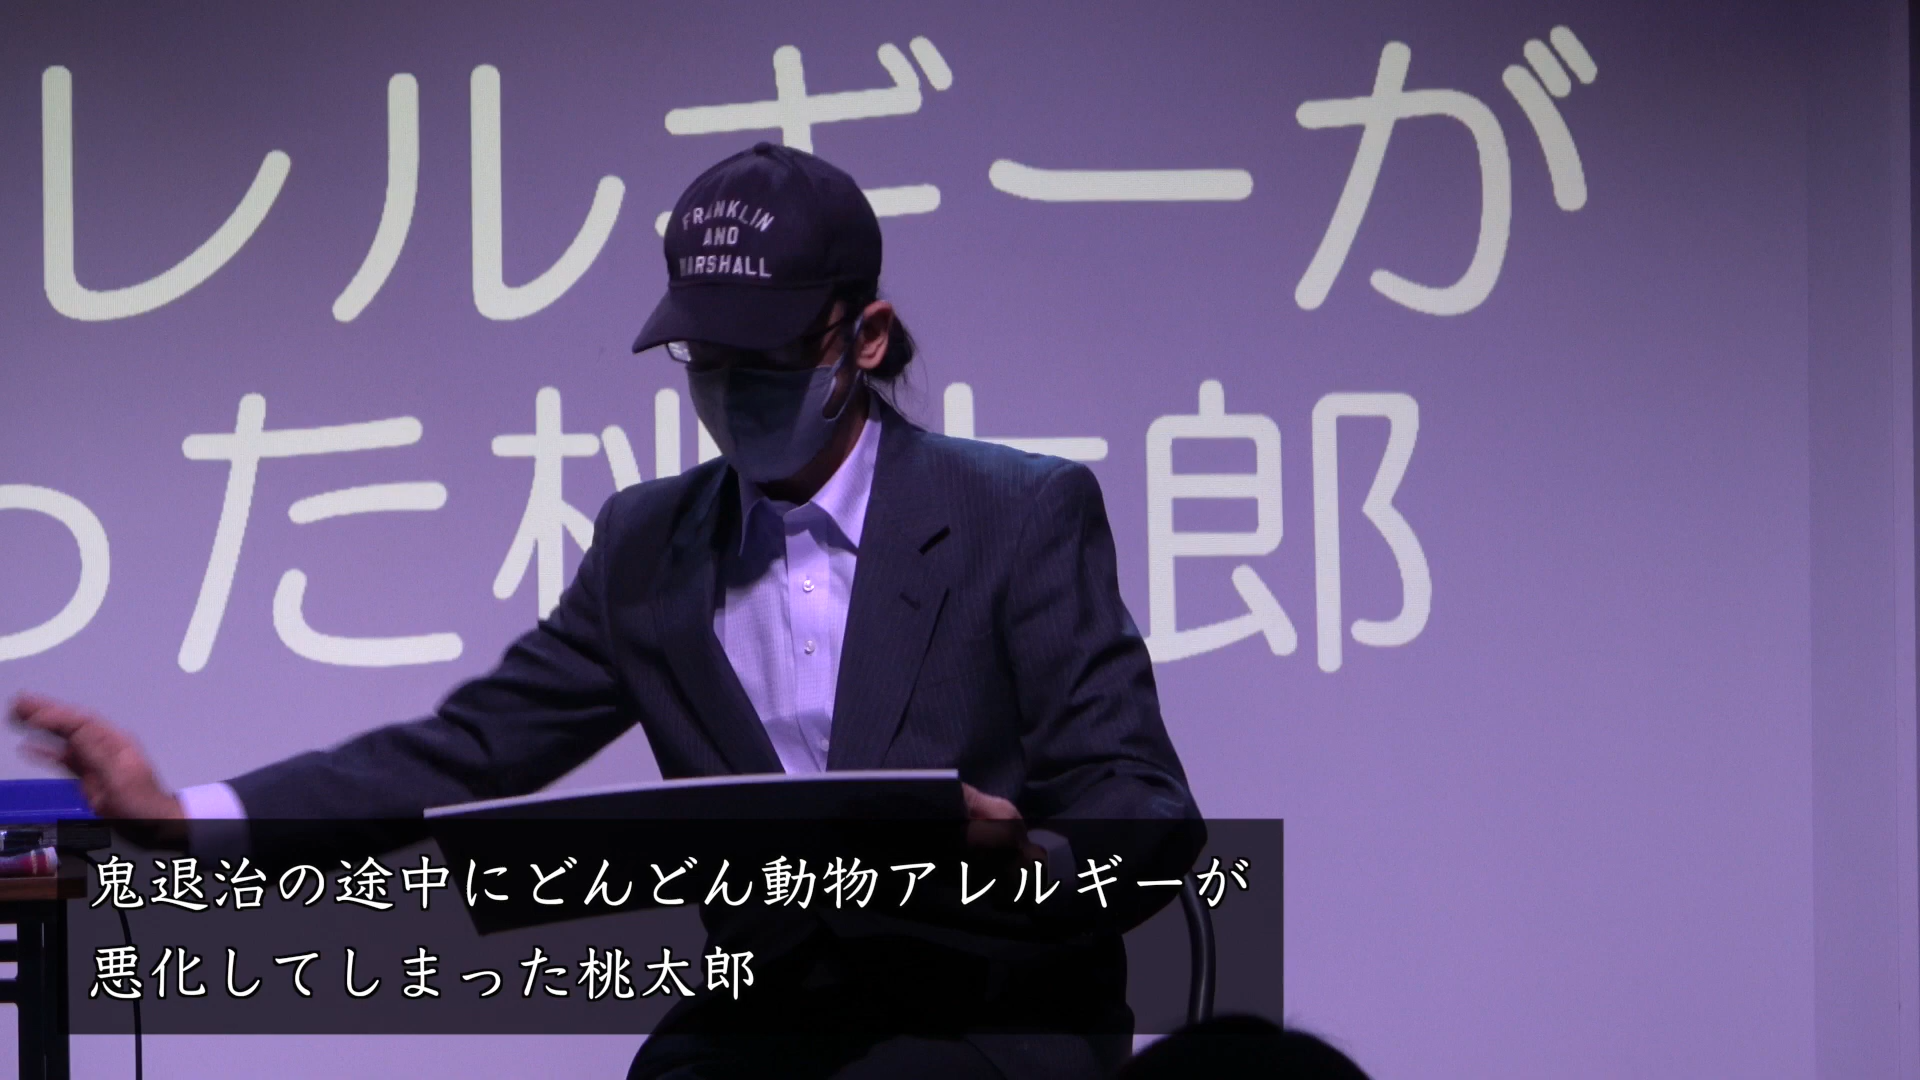 レルギーが
った桃太郎
FRANKLIN
AND
MARSHALL
鬼退治の途中にどんどん動物アレルギーが
悪化してしまった桃太郎